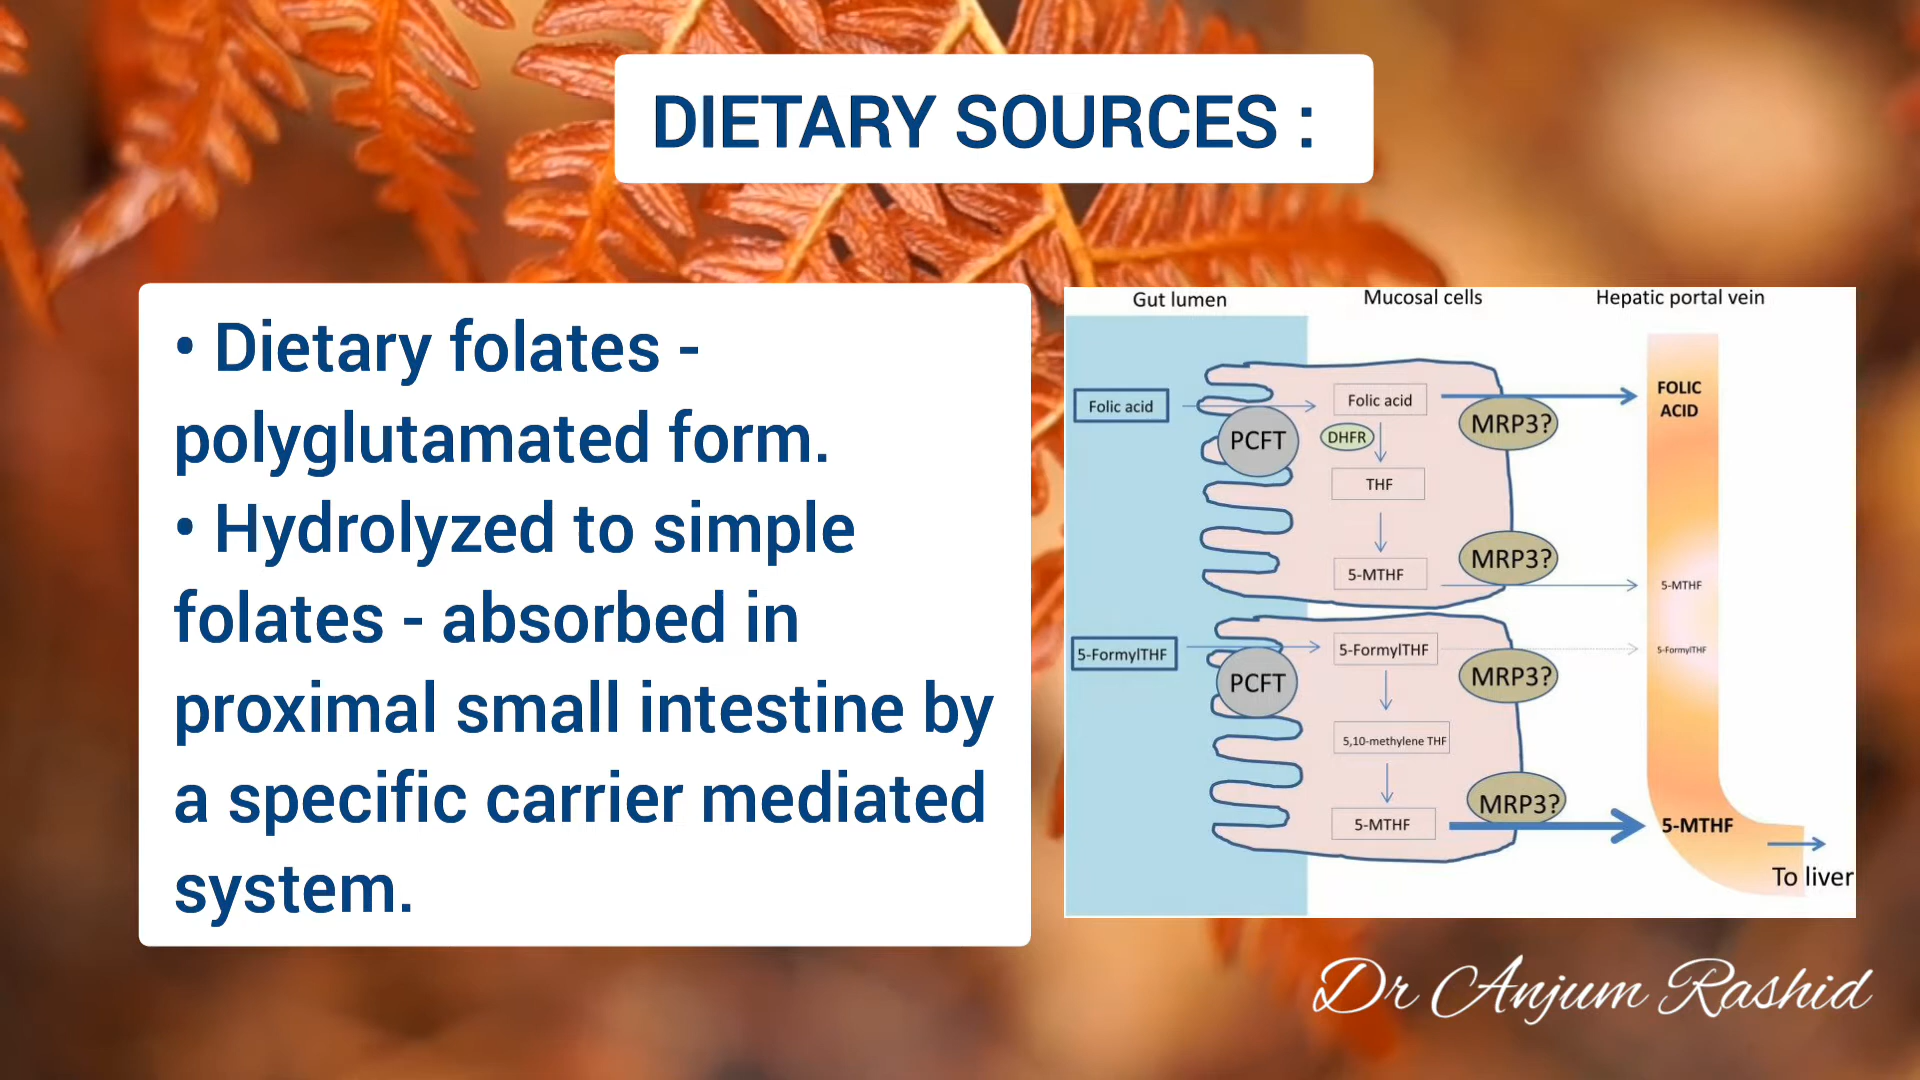 DIETARY SOURCES :
• Dietary folates -
polyglutamated form.
• Hydrolyzed to simple
folates - absorbed in
proximal small intestine by
a specific carrier mediated
system.
Gut lumen
Mucosal cells
Hepatic portal vein
Folic acid
PCFT
Folic acid
DHFR
THF
5-MTHF
MRP3?
MRP3?
FOLIC
ACID
5-MTHF
5-FormylTHF
PCFT
5-FormylTHF
5,10-methylene THF
5-MTHF
MRP3?
MRP3?
5-FormylTHF
5-MTHF
To liver
Dr Anjum Rashid